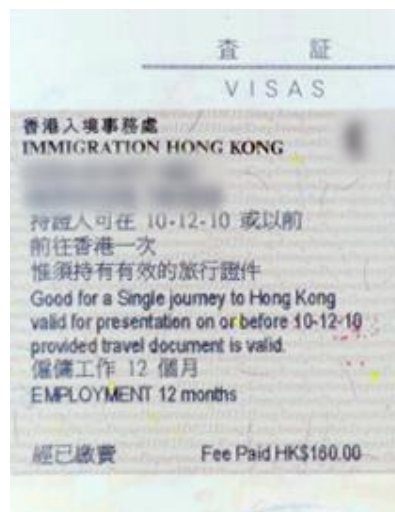 査 証
VISAS
香港入境事務處
IMMIGRATION HONG KONG
持證人可在 10-12-10 或以前
前往香港一次
惟須持有有效的旅行證件
Good for a Single journey to Hong Kong
valid for presentation on or before 10-12-10
provided travel document is valid.
僱傭工作 12 個月
EMPLOYMENT 12 months
經已繳費 Fee Paid HK$160.00